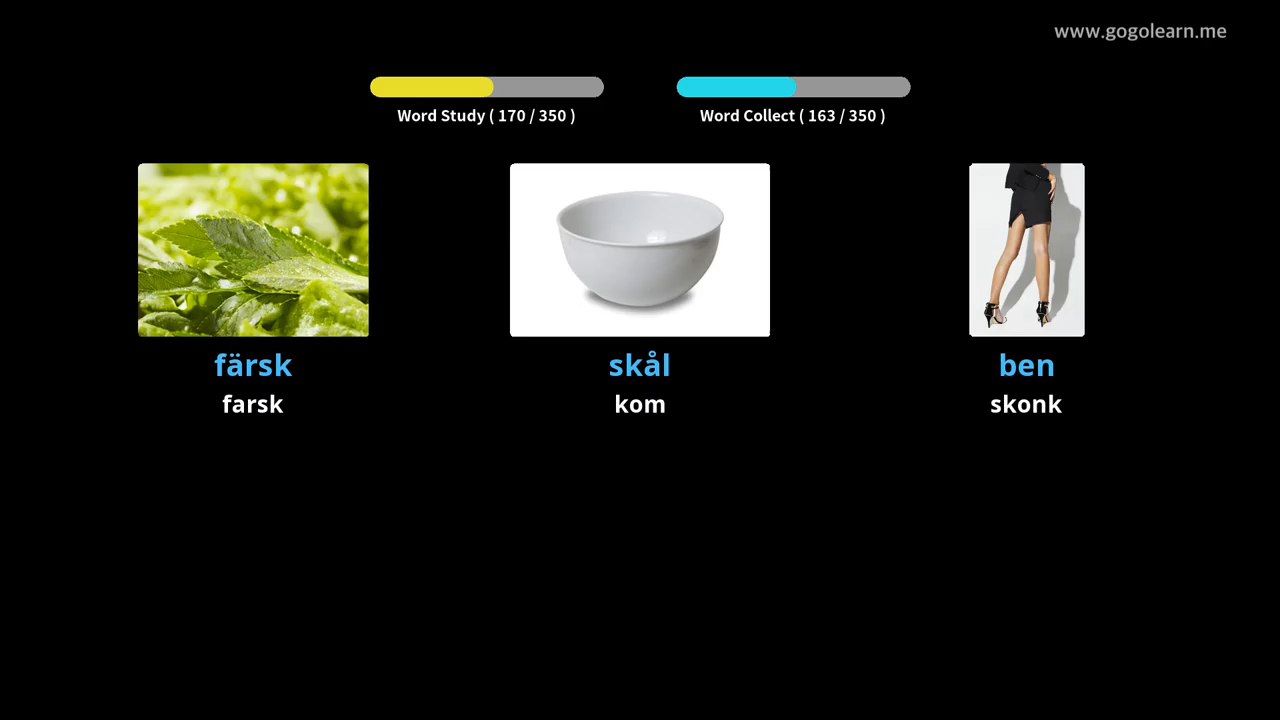 www.gogolearn.me
Word Study ( 170 / 350 )
Word Collect ( 163 / 350 )
färsk
skål
ben
farsk
kom
skonk